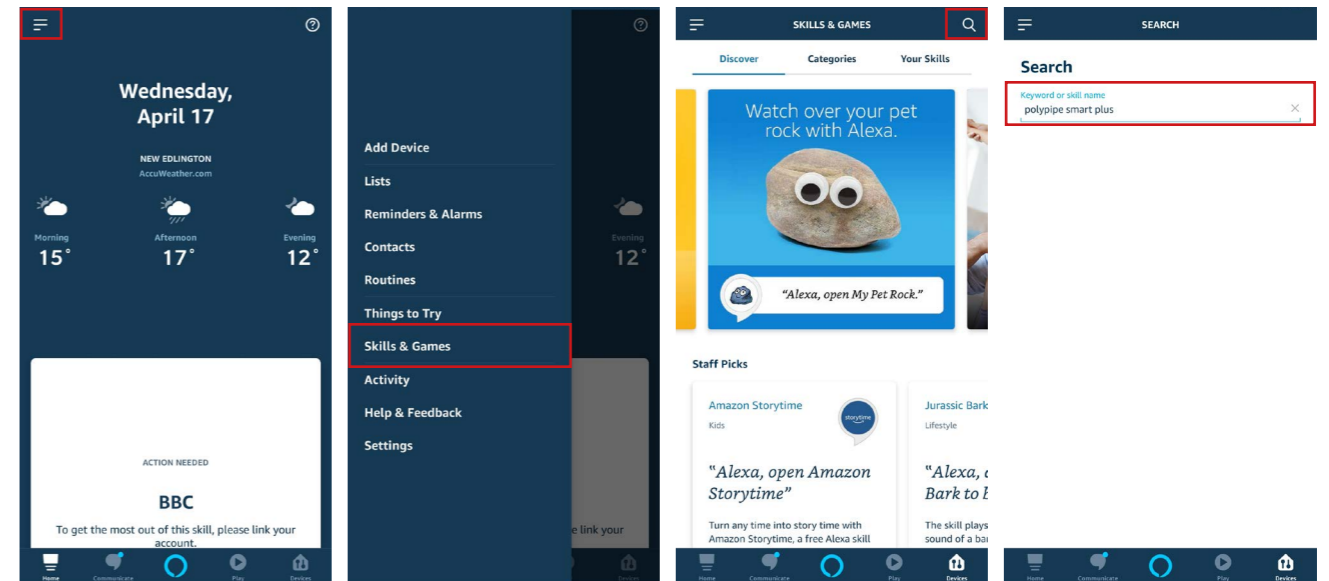 Wednesday,
April 17
NEW EDLINGTON
AccuWeather.com
Morning
Afternoon
Evening
15°
17°
12°
ACTION NEEDED
BBC
To get the most out of this skill, please link your
account.
Home
Communicate
Play
Devices
Add Device
Lists
Reminders & Alarms
Contacts
Routines
Things to Try
Skills & Games
Activity
Help & Feedback
Settings
Evening
12°
e link your
Devices
SKILLS & GAMES
Discover
Categories
Your Skills
Watch over your pet
rock with Alexa.
"Alexa, open My Pet Rock."
Staff Picks
Amazon Storytime
Kids
storytime
"Alexa, open Amazon
Storytime"
Turn any time into story time with
Amazon Storytime, a free Alexa skill
Jurassic Bark
Lifestyle
"Alexa,
Bark to
The skill plays
sound of a
Home
Communicate
Play
Devices
SEARCH
Search
Keyword or skill name
polypipe smart plus
Home
Communicate
Play
Devices